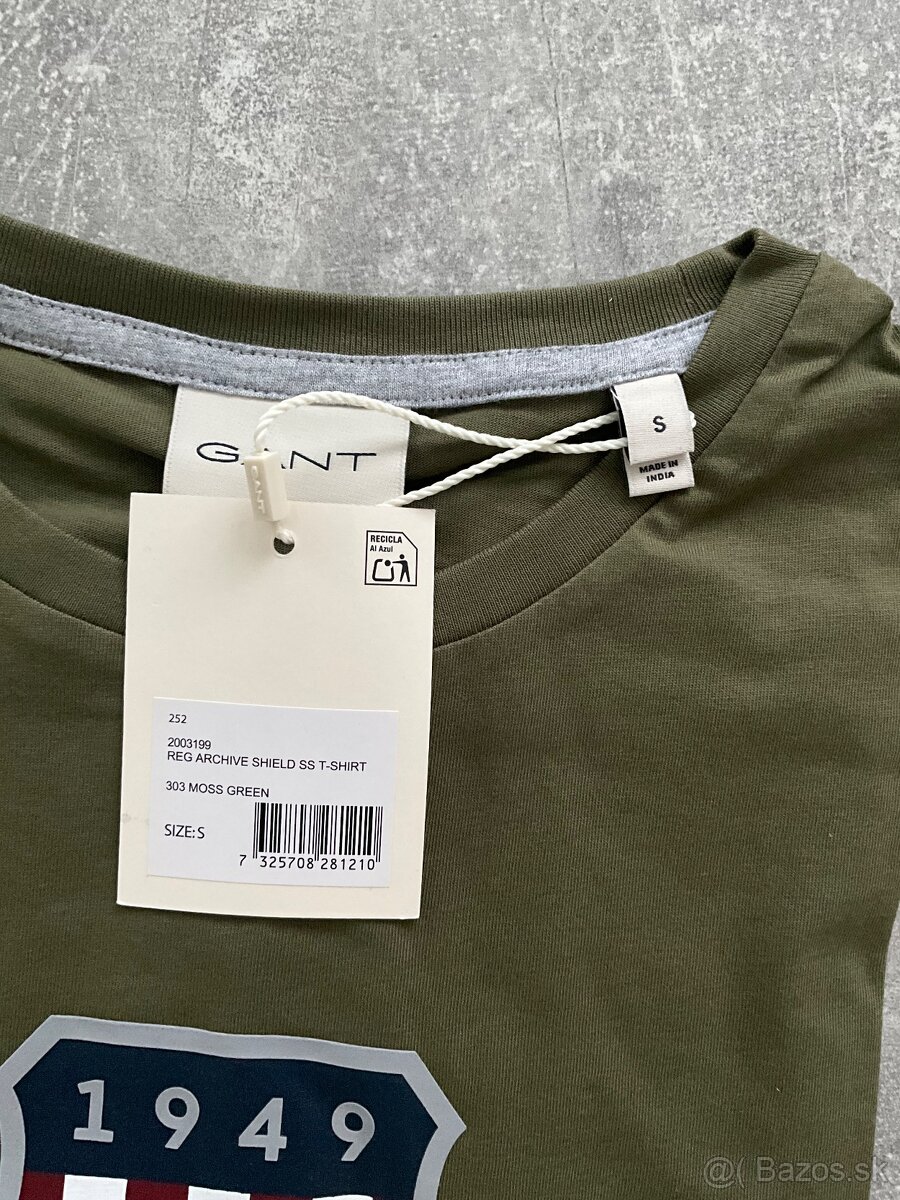 GANT
S
MADE IN
INDIA
GANT
RECICLA
Al Azul
252
2003199
REG ARCHIVE SHIELD SS T-SHIRT
303 MOSS GREEN
SIZE: S
7 325708 281210
1949
@( Bazos.sk